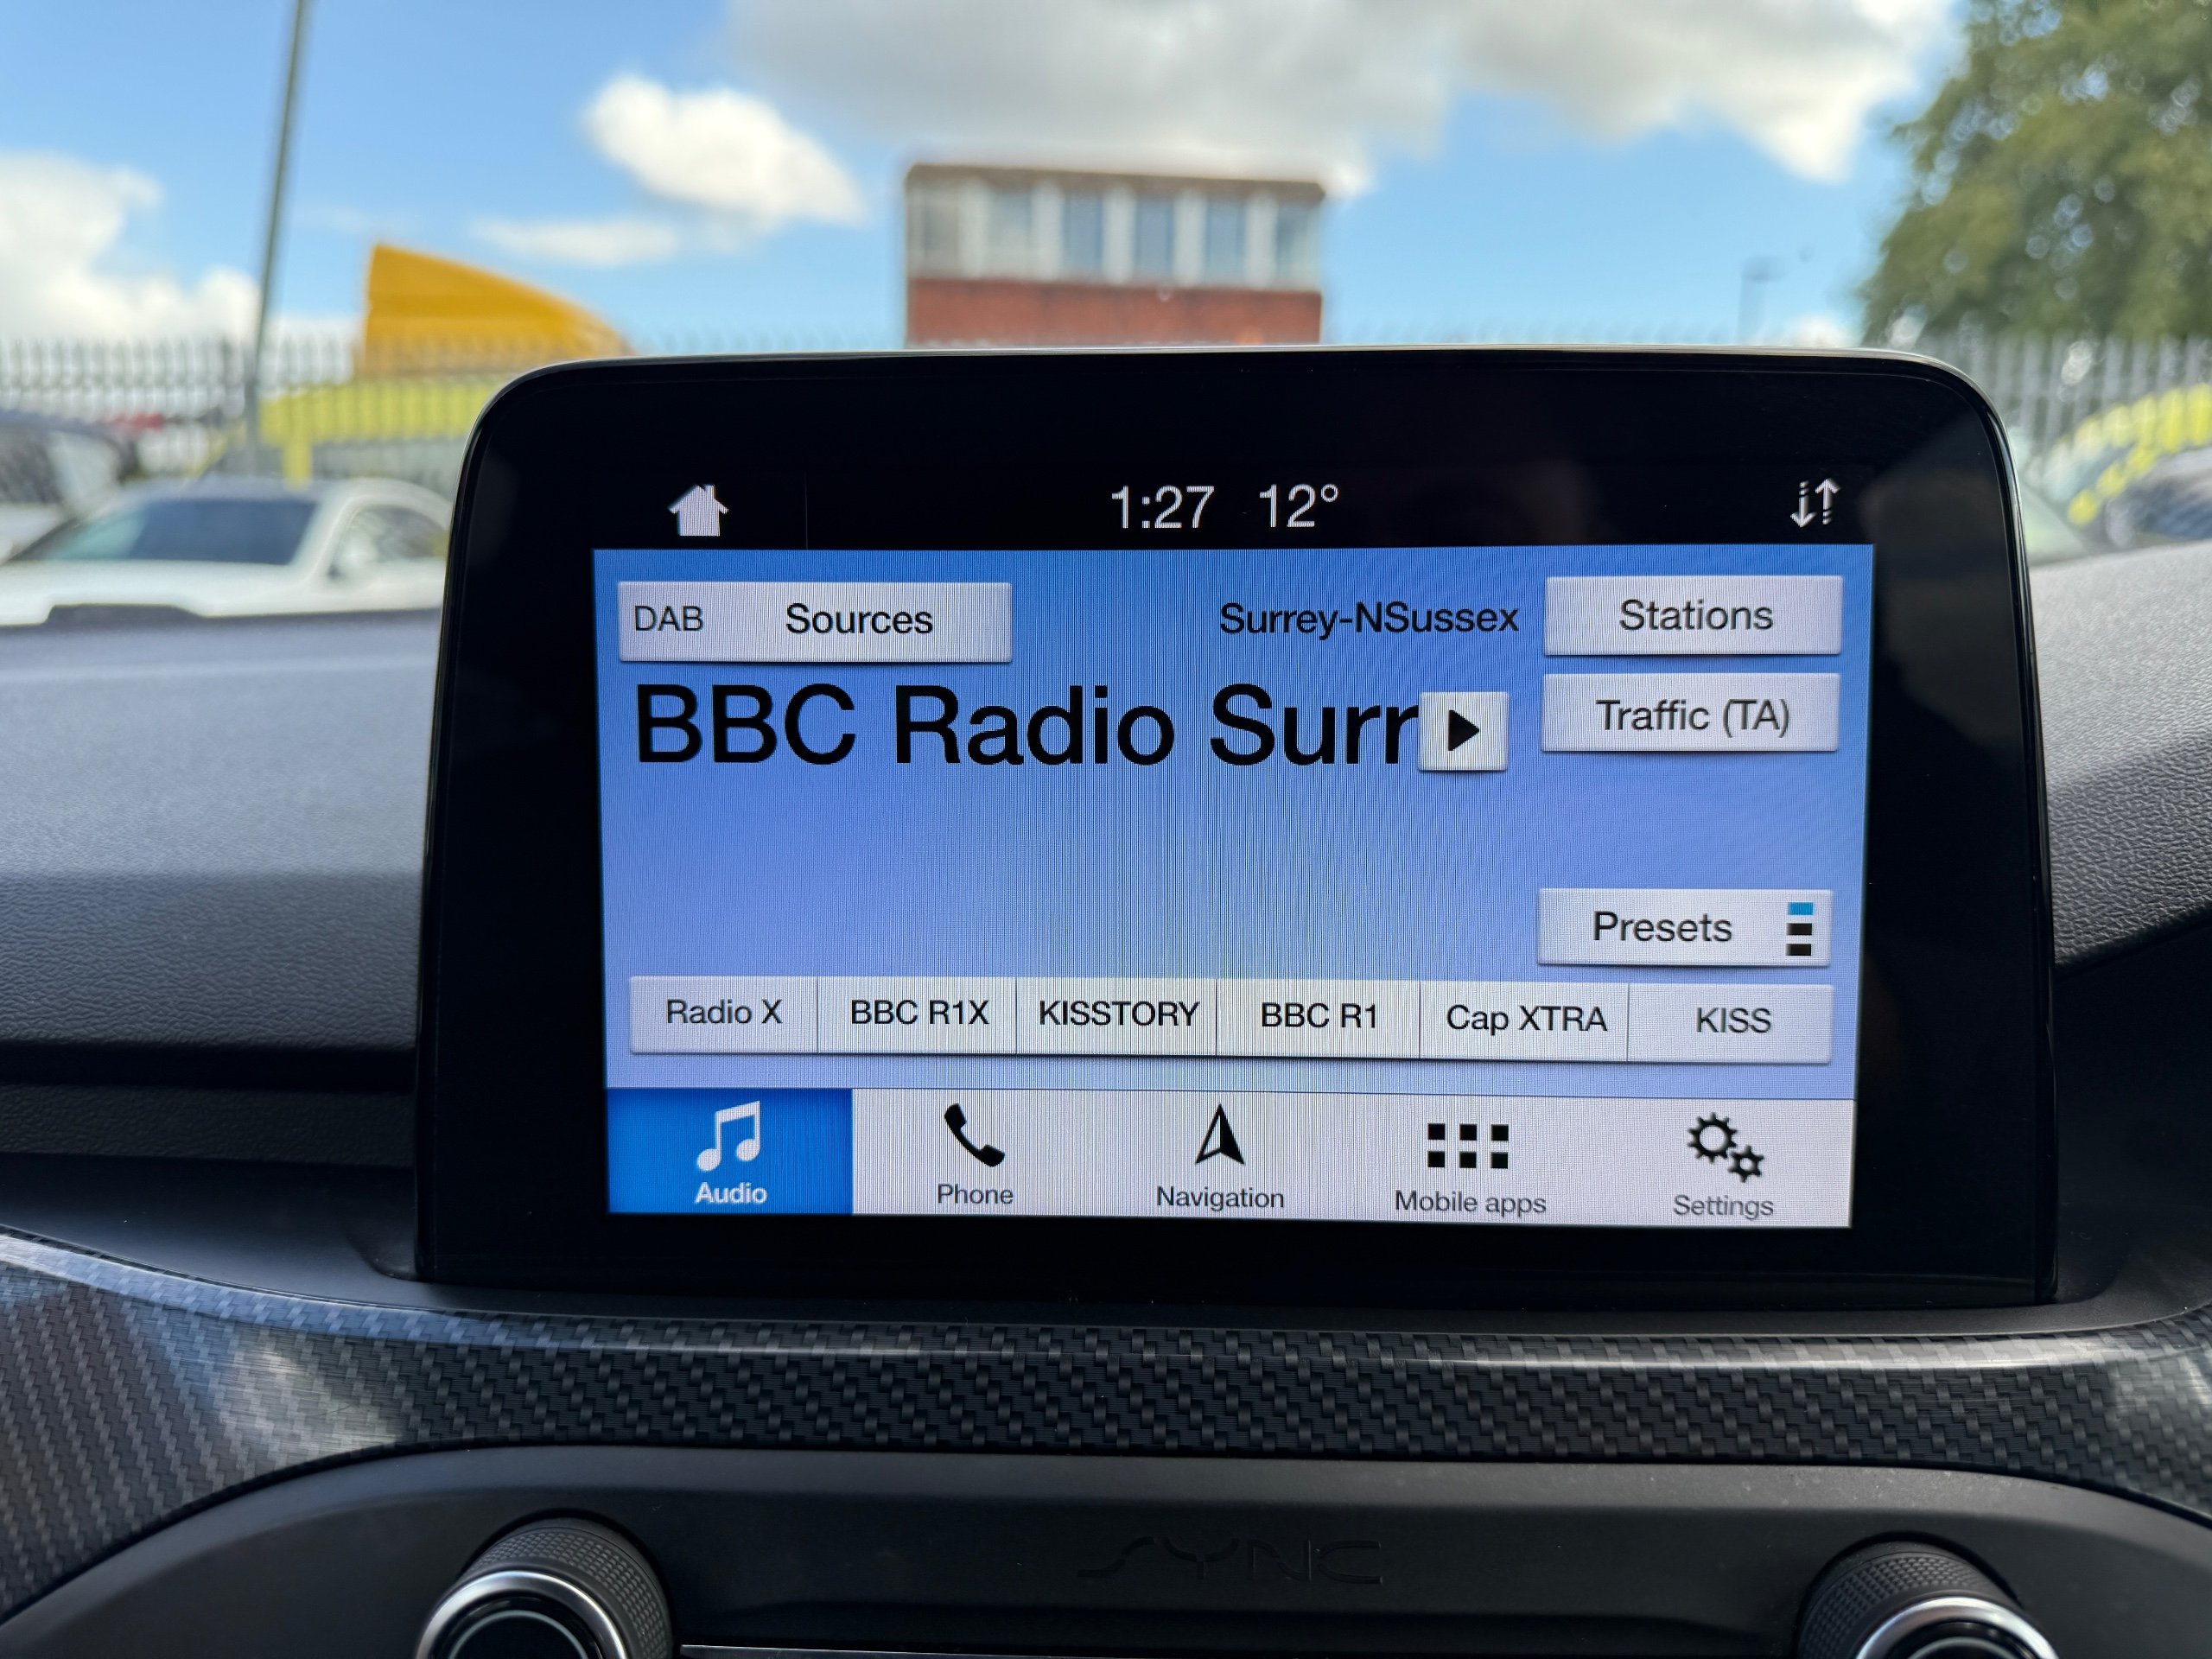 1:27 12°
DAB Sources
Surrey-NSussex
Stations
BBC Radio Surr
Traffic (TA)
Presets
Radio X
BBC R1X
KISSTORY
BBC R1
Cap XTRA
KISS
Audio
Phone
Navigation
Mobile apps
Settings
SYNC